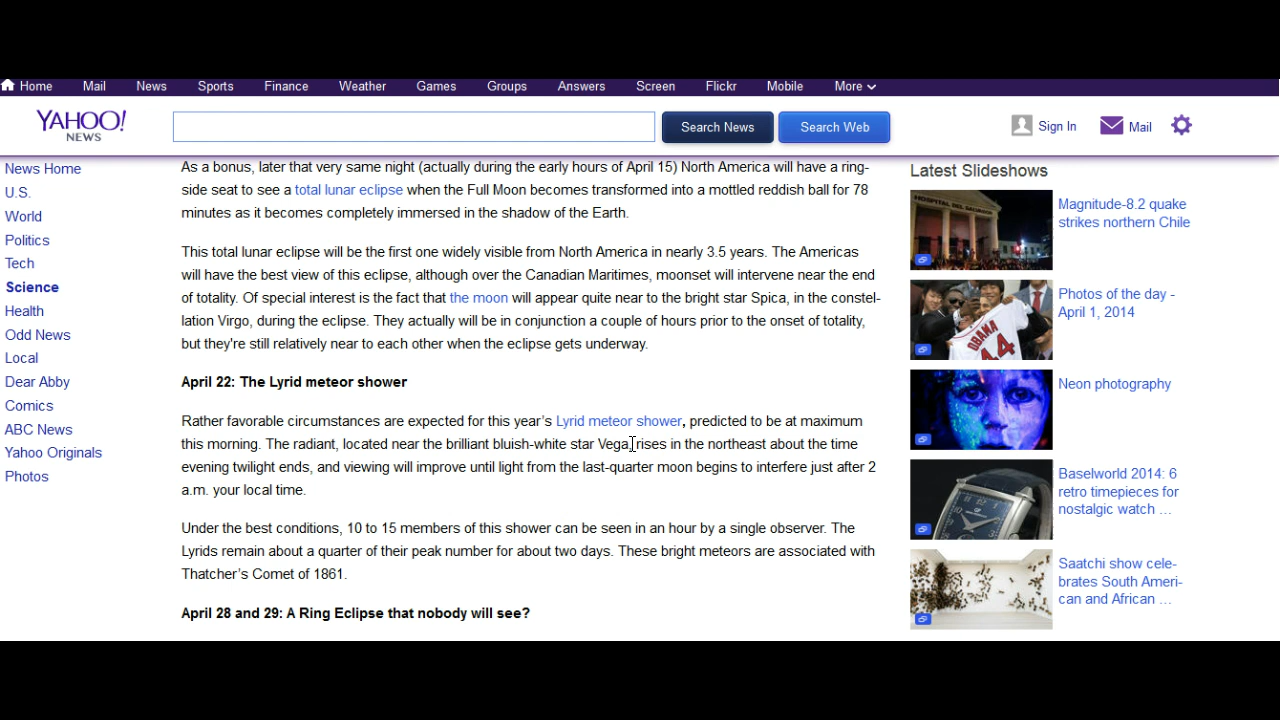 Home Mail News Sports Finance Weather Games Groups Answers Screen Flickr Mobile More
YAHOO!
NEWS
Search News Search Web
Sign In Mail
News Home
U.S.
World
Politics
Tech
Science
Health
Odd News
Local
Dear Abby
Comics
ABC News
Yahoo Originals
Photos
As a bonus, later that very same night (actually during the early hours of April 15) North America will have a ring-
side seat to see a total lunar eclipse when the Full Moon becomes transformed into a mottled reddish ball for 78
minutes as it becomes completely immersed in the shadow of the Earth.
This total lunar eclipse will be the first one widely visible from North America in nearly 3.5 years. The Americas
will have the best view of this eclipse, although over the Canadian Maritimes, moonset will intervene near the end
of totality. Of special interest is the fact that the moon will appear quite near to the bright star Spica, in the constel-
lation Virgo, during the eclipse. They actually will be in conjunction a couple of hours prior to the onset of totality,
but they're still relatively near to each other when the eclipse gets underway.
April 22: The Lyrid meteor shower
Rather favorable circumstances are expected for this year's Lyrid meteor shower, predicted to be at maximum
this morning. The radiant, located near the brilliant bluish-white star Vega, rises in the northeast about the time
evening twilight ends, and viewing will improve until light from the last-quarter moon begins to interfere just after 2
a.m. your local time.
Under the best conditions, 10 to 15 members of this shower can be seen in an hour by a single observer. The
Lyrids remain about a quarter of their peak number for about two days. These bright meteors are associated with
Thatcher's Comet of 1861.
April 28 and 29: A Ring Eclipse that nobody will see?
Latest Slideshows
HOSPITAL DEL SALVADOR
Magnitude-8.2 quake
strikes northern Chile
OBAMA
44
Photos of the day -
April 1, 2014
Neon photography
Baselworld 2014: 6
retro timepieces for
nostalgic watch ...
Saatchi show cele-
brates South Ameri-
can and African ...